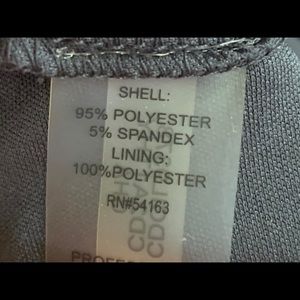 SHELL:
95% POLYESTER
5% SPANDEX
LINING:
100%POLYESTER
RN#54163